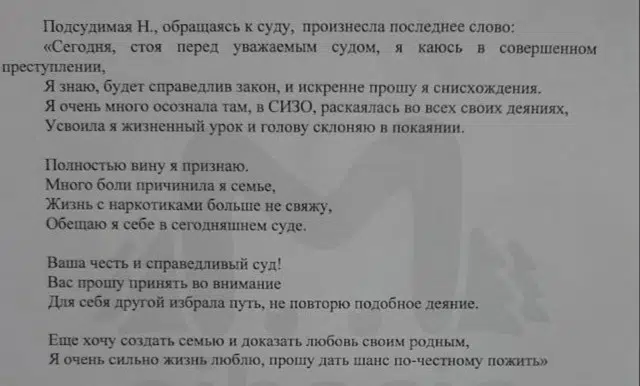 Подсудимая Н., обращаясь к суду, произнесла последнее слово:
«Сегодня, стоя перед уважаемым судом, я каюсь в совершенном
преступлении,
Я знаю, будет справедлив закон, и искренне прошу я снисхождения.
Я очень много осознала там, в СИЗО, раскаялась во всех своих деяниях,
Усвоила я жизненный урок и голову склоняю в покаянии.
Полностью вину я признаю.
Много боли причинила я семье,
Жизнь с наркотиками больше не свяжу,
Обещаю я себе в сегодняшнем суде.
Ваша честь и справедливый суд!
Вас прошу принять во внимание
Для себя другой избрала путь, не повторю подобное деяние.
Еще хочу создать семью и доказать любовь своим родным,
Я очень сильно жизнь люблю, прошу дать шанс по-честному пожить»